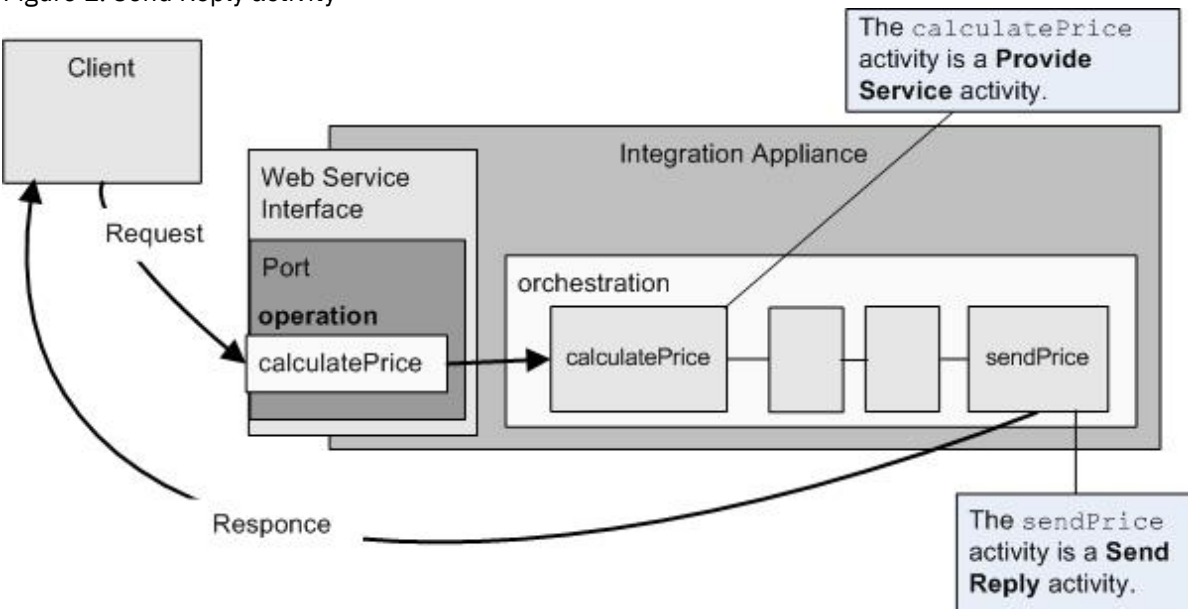 Figure 2. Send Reply activity
The calculatePrice
activity is a Provide
Service activity.
Client
Integration Appliance
Web Service
Interface
Request
Port
orchestration
operation
calculatePrice
calculatePrice
sendPrice
Responce
The sendPrice
activity is a Send
Reply activity.